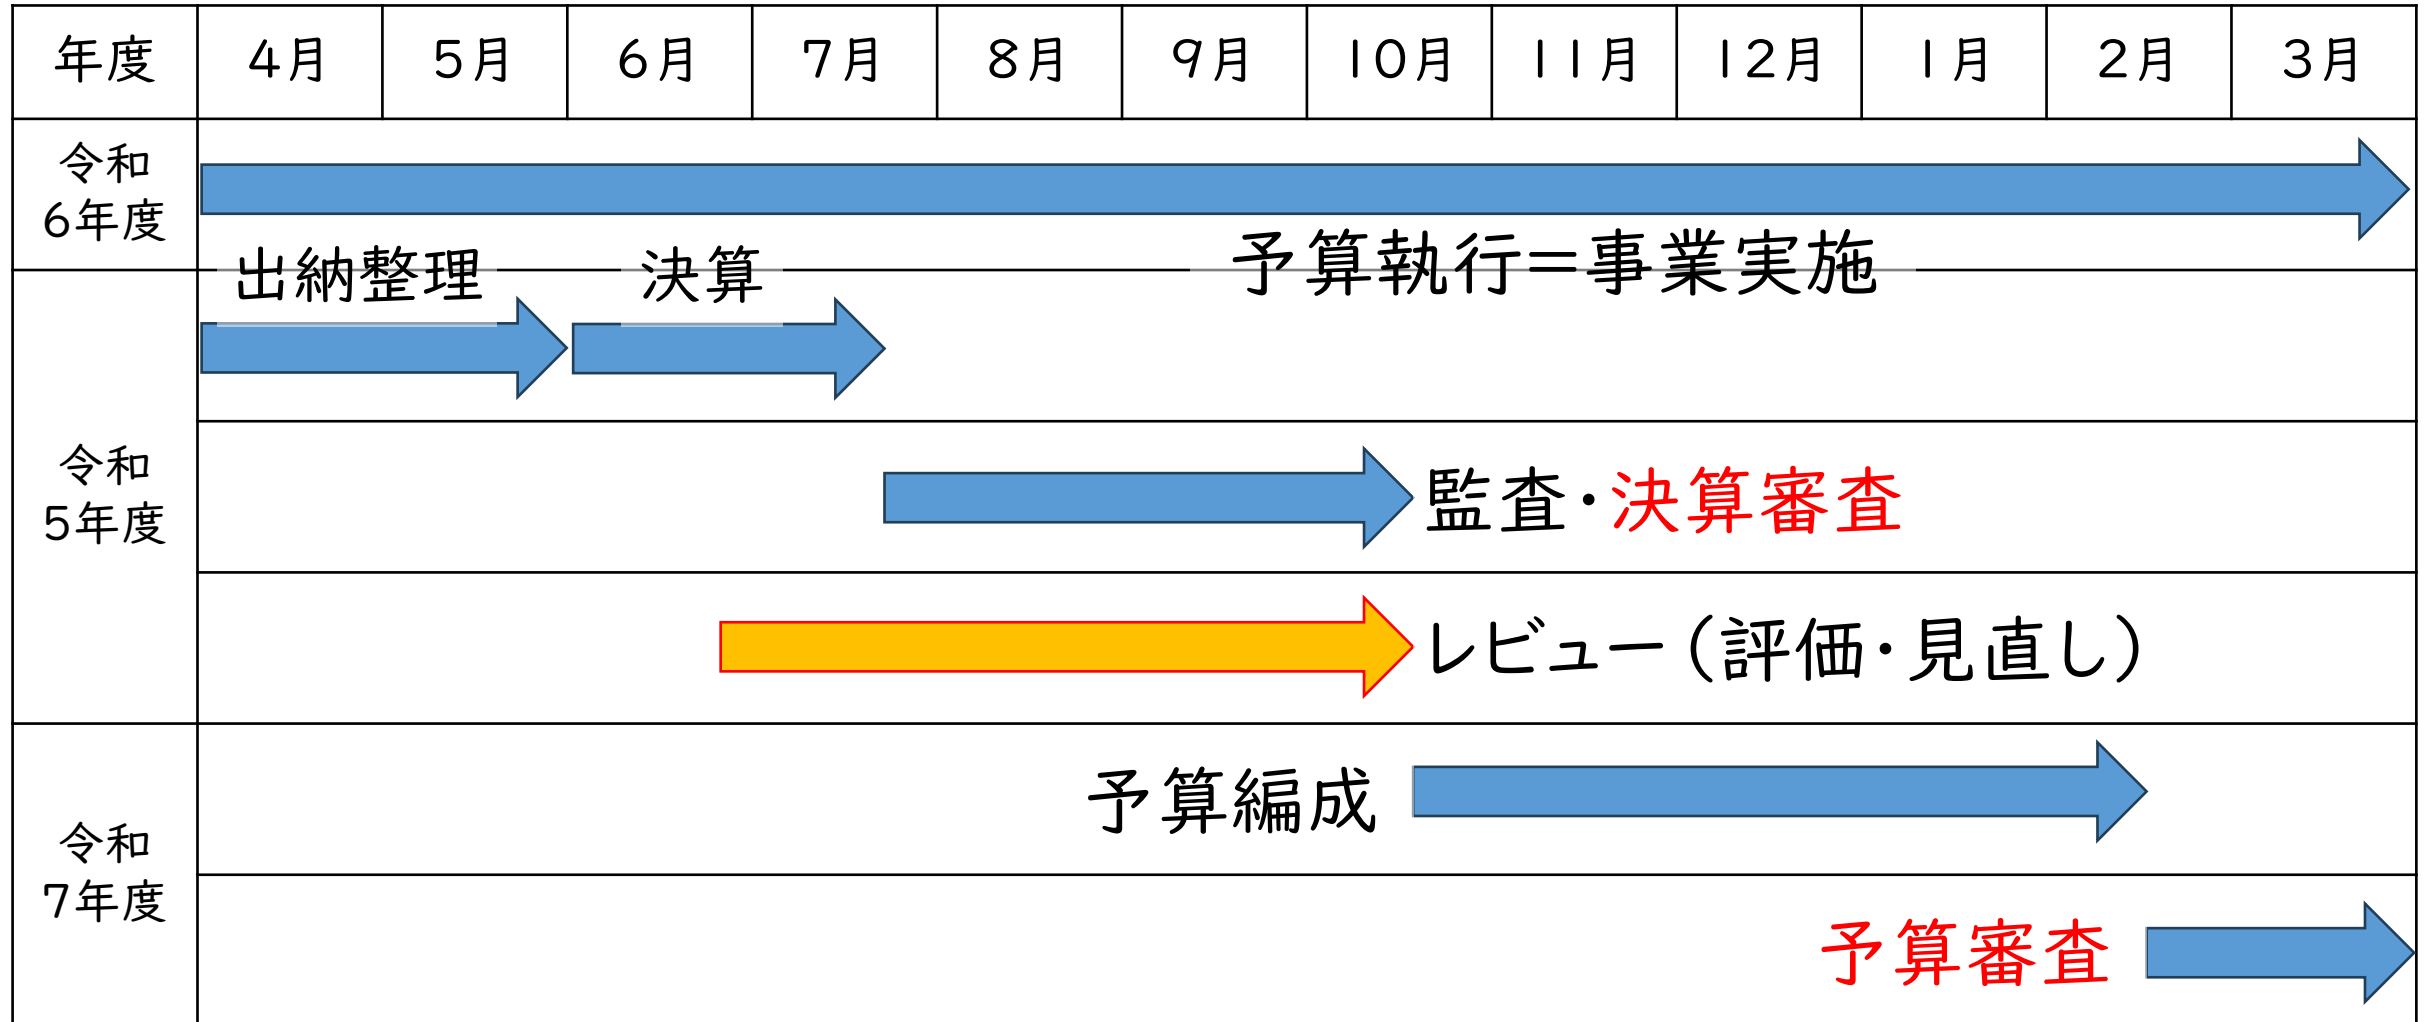 年度 4月 5月 6月 7月 8月 9月 10月 11月 12月 1月 2月 3月
令和
6年度
予算執行=事業実施
出納整理 決算
令和
5年度
監査・決算審査
レビュー（評価・見直し）
令和
7年度
予算編成
予算審査